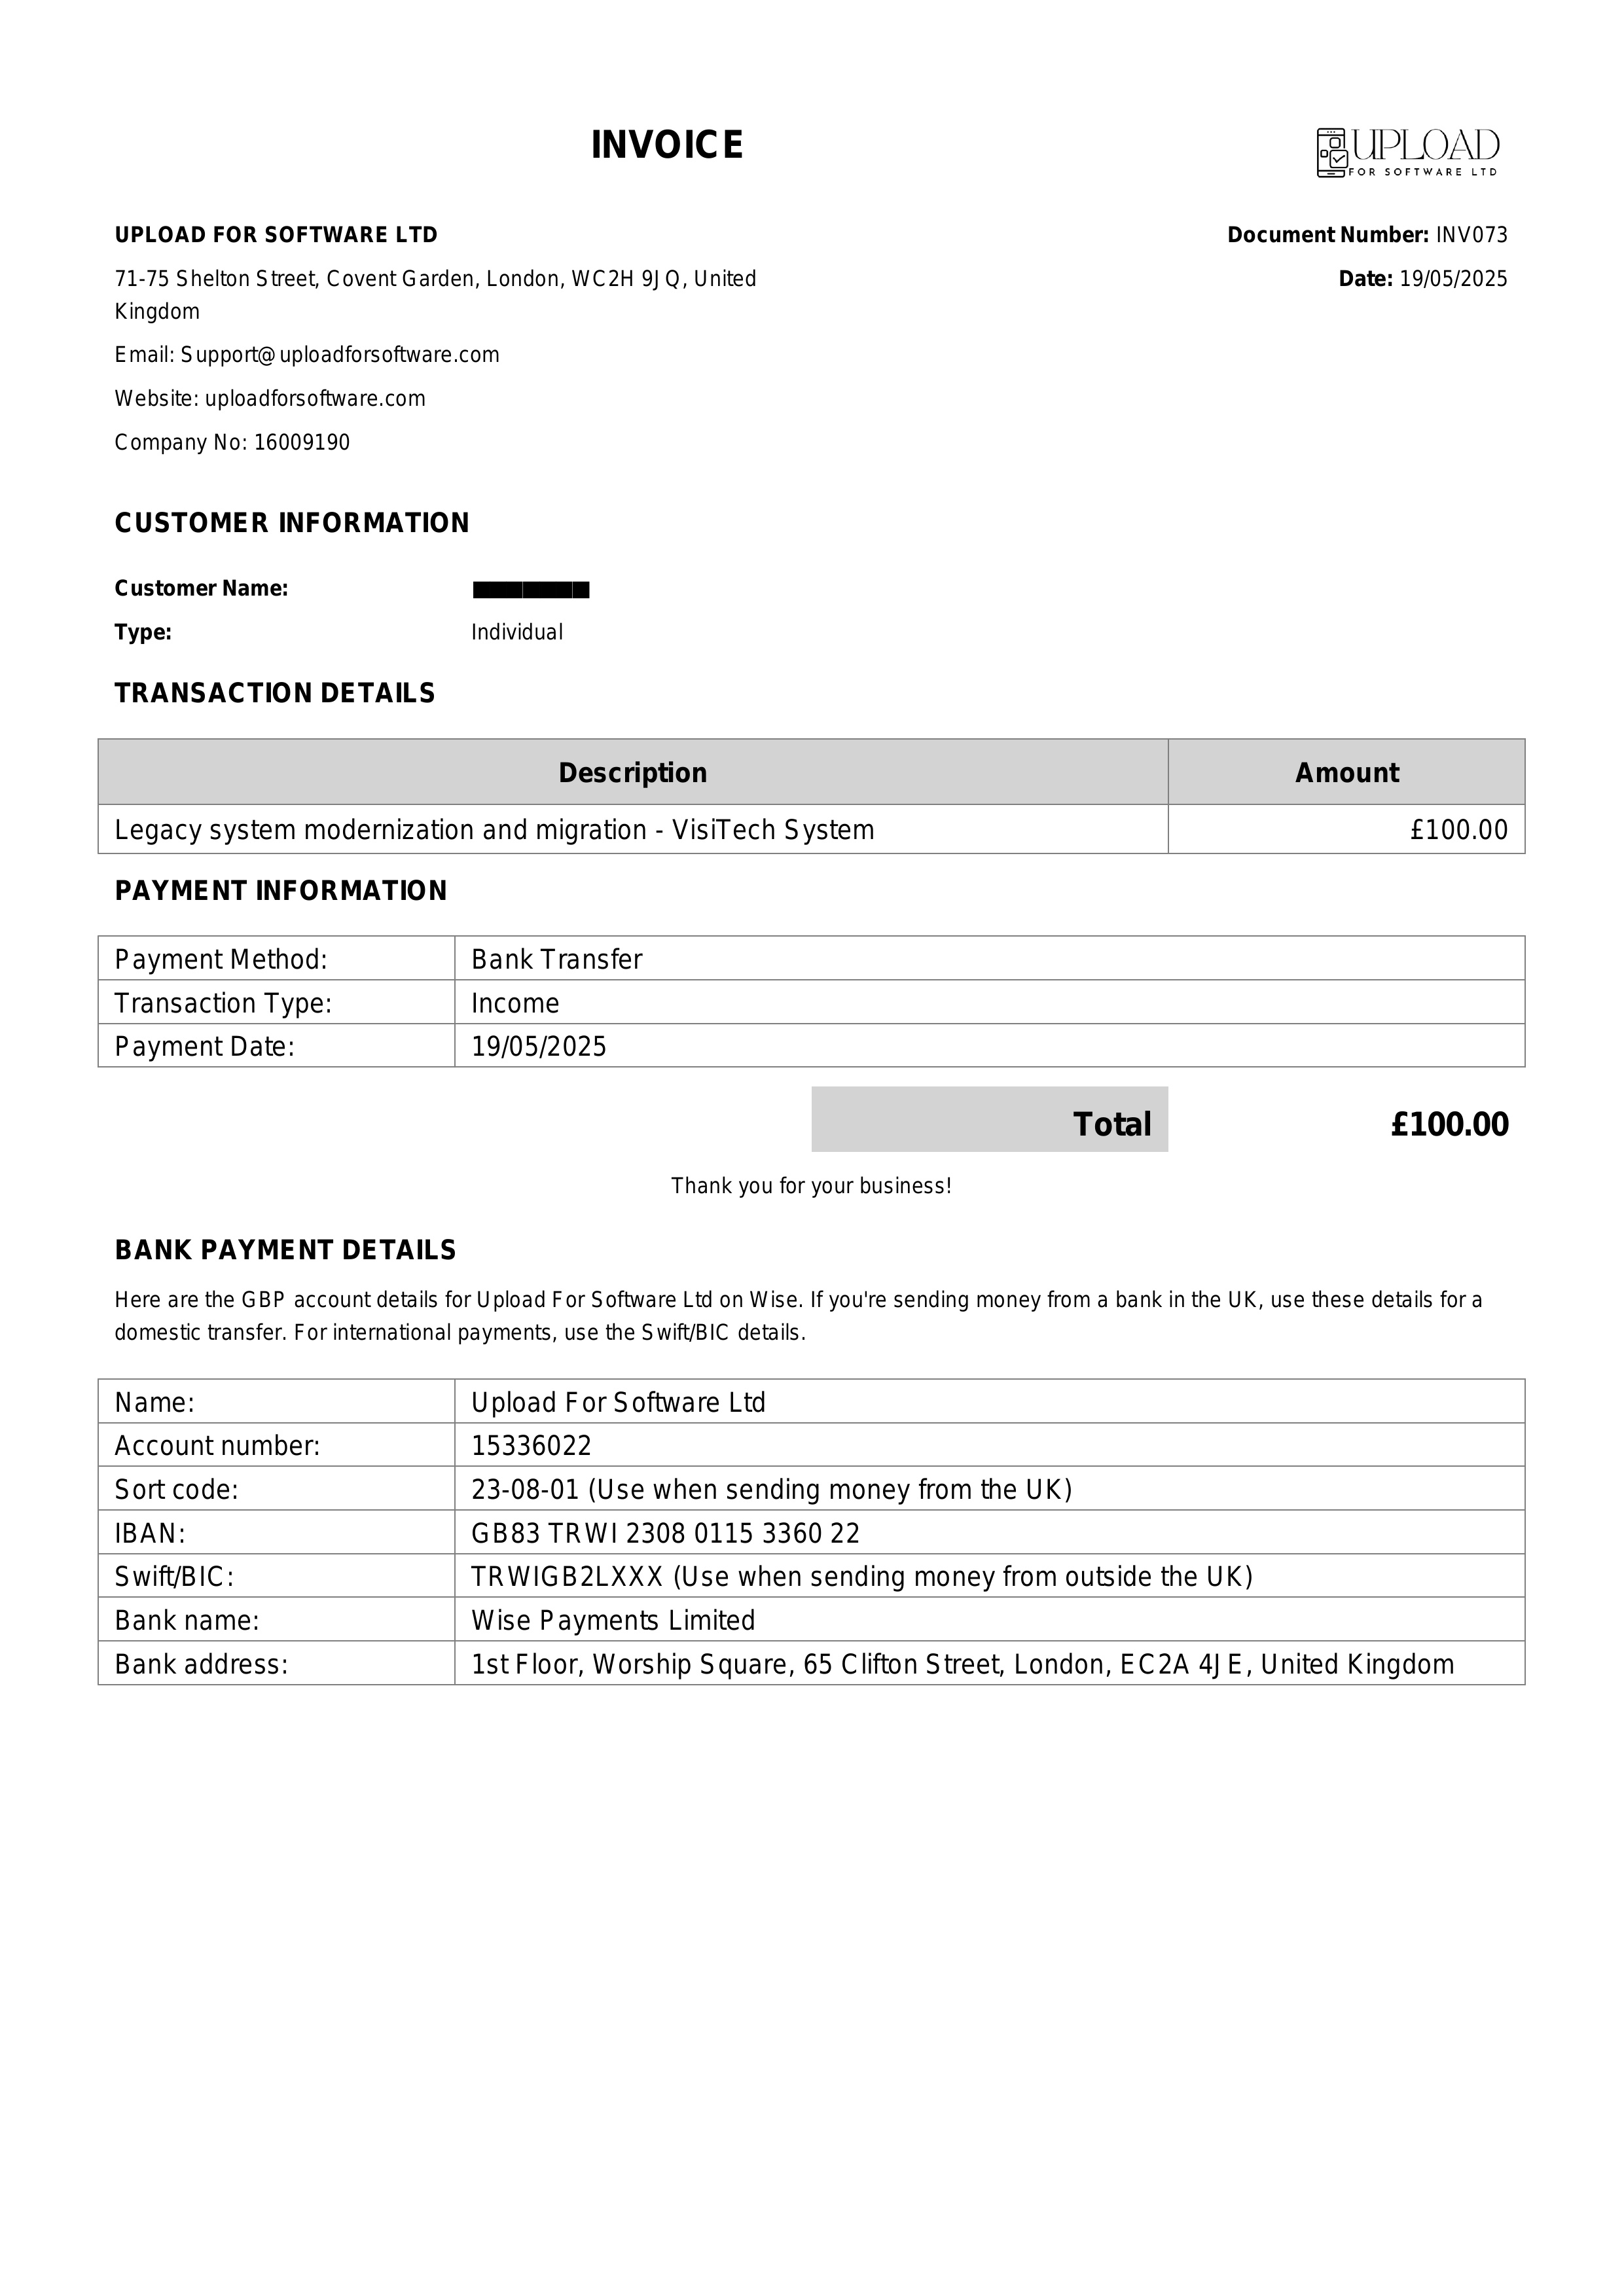 INVOICE
UPLOAD
FOR SOFTWARE LTD
UPLOAD FOR SOFTWARE LTD
Document Number: INV073
71-75 Shelton Street, Covent Garden, London, WC2H 9JQ, United
Kingdom
Date: 19/05/2025
Email: Support@uploadforsoftware.com
Website: uploadforsoftware.com
Company No: 16009190
CUSTOMER INFORMATION
Customer Name:
Type: Individual
TRANSACTION DETAILS
Description Amount
Legacy system modernization and migration - VisiTech System £100.00
PAYMENT INFORMATION
Payment Method: Bank Transfer
Transaction Type: Income
Payment Date: 19/05/2025
Total £100.00
Thank you for your business!
BANK PAYMENT DETAILS
Here are the GBP account details for Upload For Software Ltd on Wise. If you're sending money from a bank in the UK, use these details for a
domestic transfer. For international payments, use the Swift/BIC details.
Name: Upload For Software Ltd
Account number: 15336022
Sort code: 23-08-01 (Use when sending money from the UK)
IBAN: GB83 TRWI 2308 0115 3360 22
Swift/BIC: TRWIGB2LXXX (Use when sending money from outside the UK)
Bank name: Wise Payments Limited
Bank address: 1st Floor, Worship Square, 65 Clifton Street, London, EC2A 4JE, United Kingdom